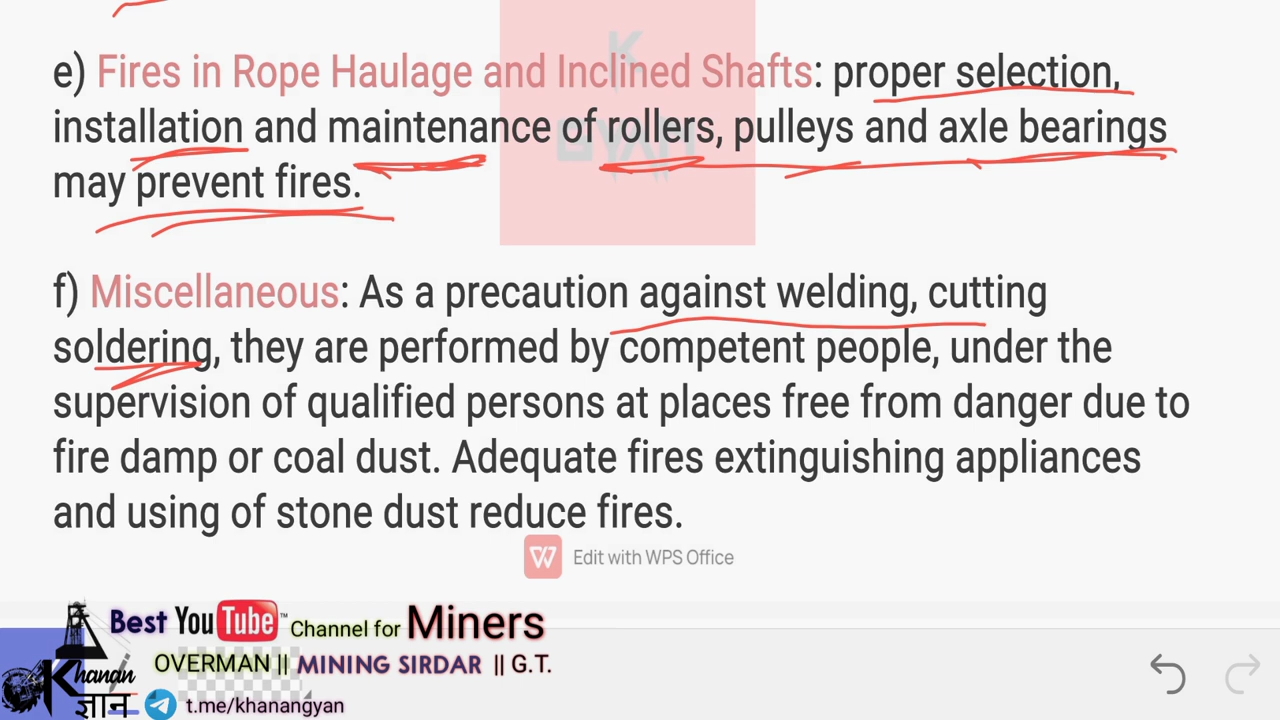 e) Fires in Rope Haulage and Inclined Shafts: proper selection,
installation and maintenance of rollers, pulleys and axle bearings
may prevent fires.
K
GYAN
f) Miscellaneous: As a precaution against welding, cutting
soldering, they are performed by competent people, under the
supervision of qualified persons at places free from danger due to
fire damp or coal dust. Adequate fires extinguishing appliances
and using of stone dust reduce fires.
Edit with WPS Office
Best YouTube™ Channel for Miners
OVERMAN || MINING SIRDAR || G.T.
Khanan
ज्ञान
t.me/khanangyan